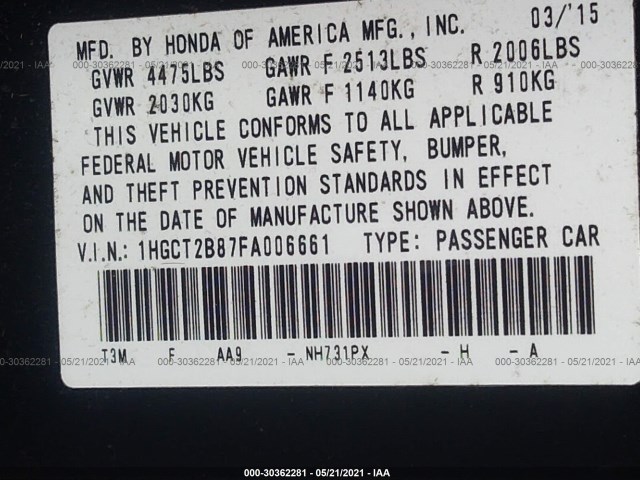 MFD. BY HONDA OF AMERICA MFG., INC. 03/'15
GVWR 4475LBS GAWR F 2513LBS R 2006LBS
GVWR 2030KG GAWR F 1140KG R 910KG
THIS VEHICLE CONFORMS TO ALL APPLICABLE
FEDERAL MOTOR VEHICLE SAFETY, BUMPER,
AND THEFT PREVENTION STANDARDS IN EFFECT
ON THE DATE OF MANUFACTURE SHOWN ABOVE.
V.I.N.: 1HGCT2B87FA006661 TYPE: PASSENGER CAR
T3M F AA9 - NH731PX - H - A
000-30362281 - 05/21/2021 - IAA